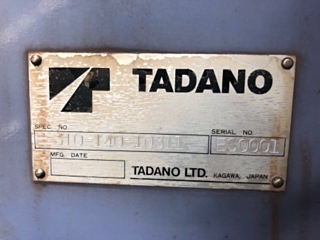 TADANO
SPEC. NO. SERIAL NO.
MFG. DATE
TADANO LTD. KAGAWA, JAPAN